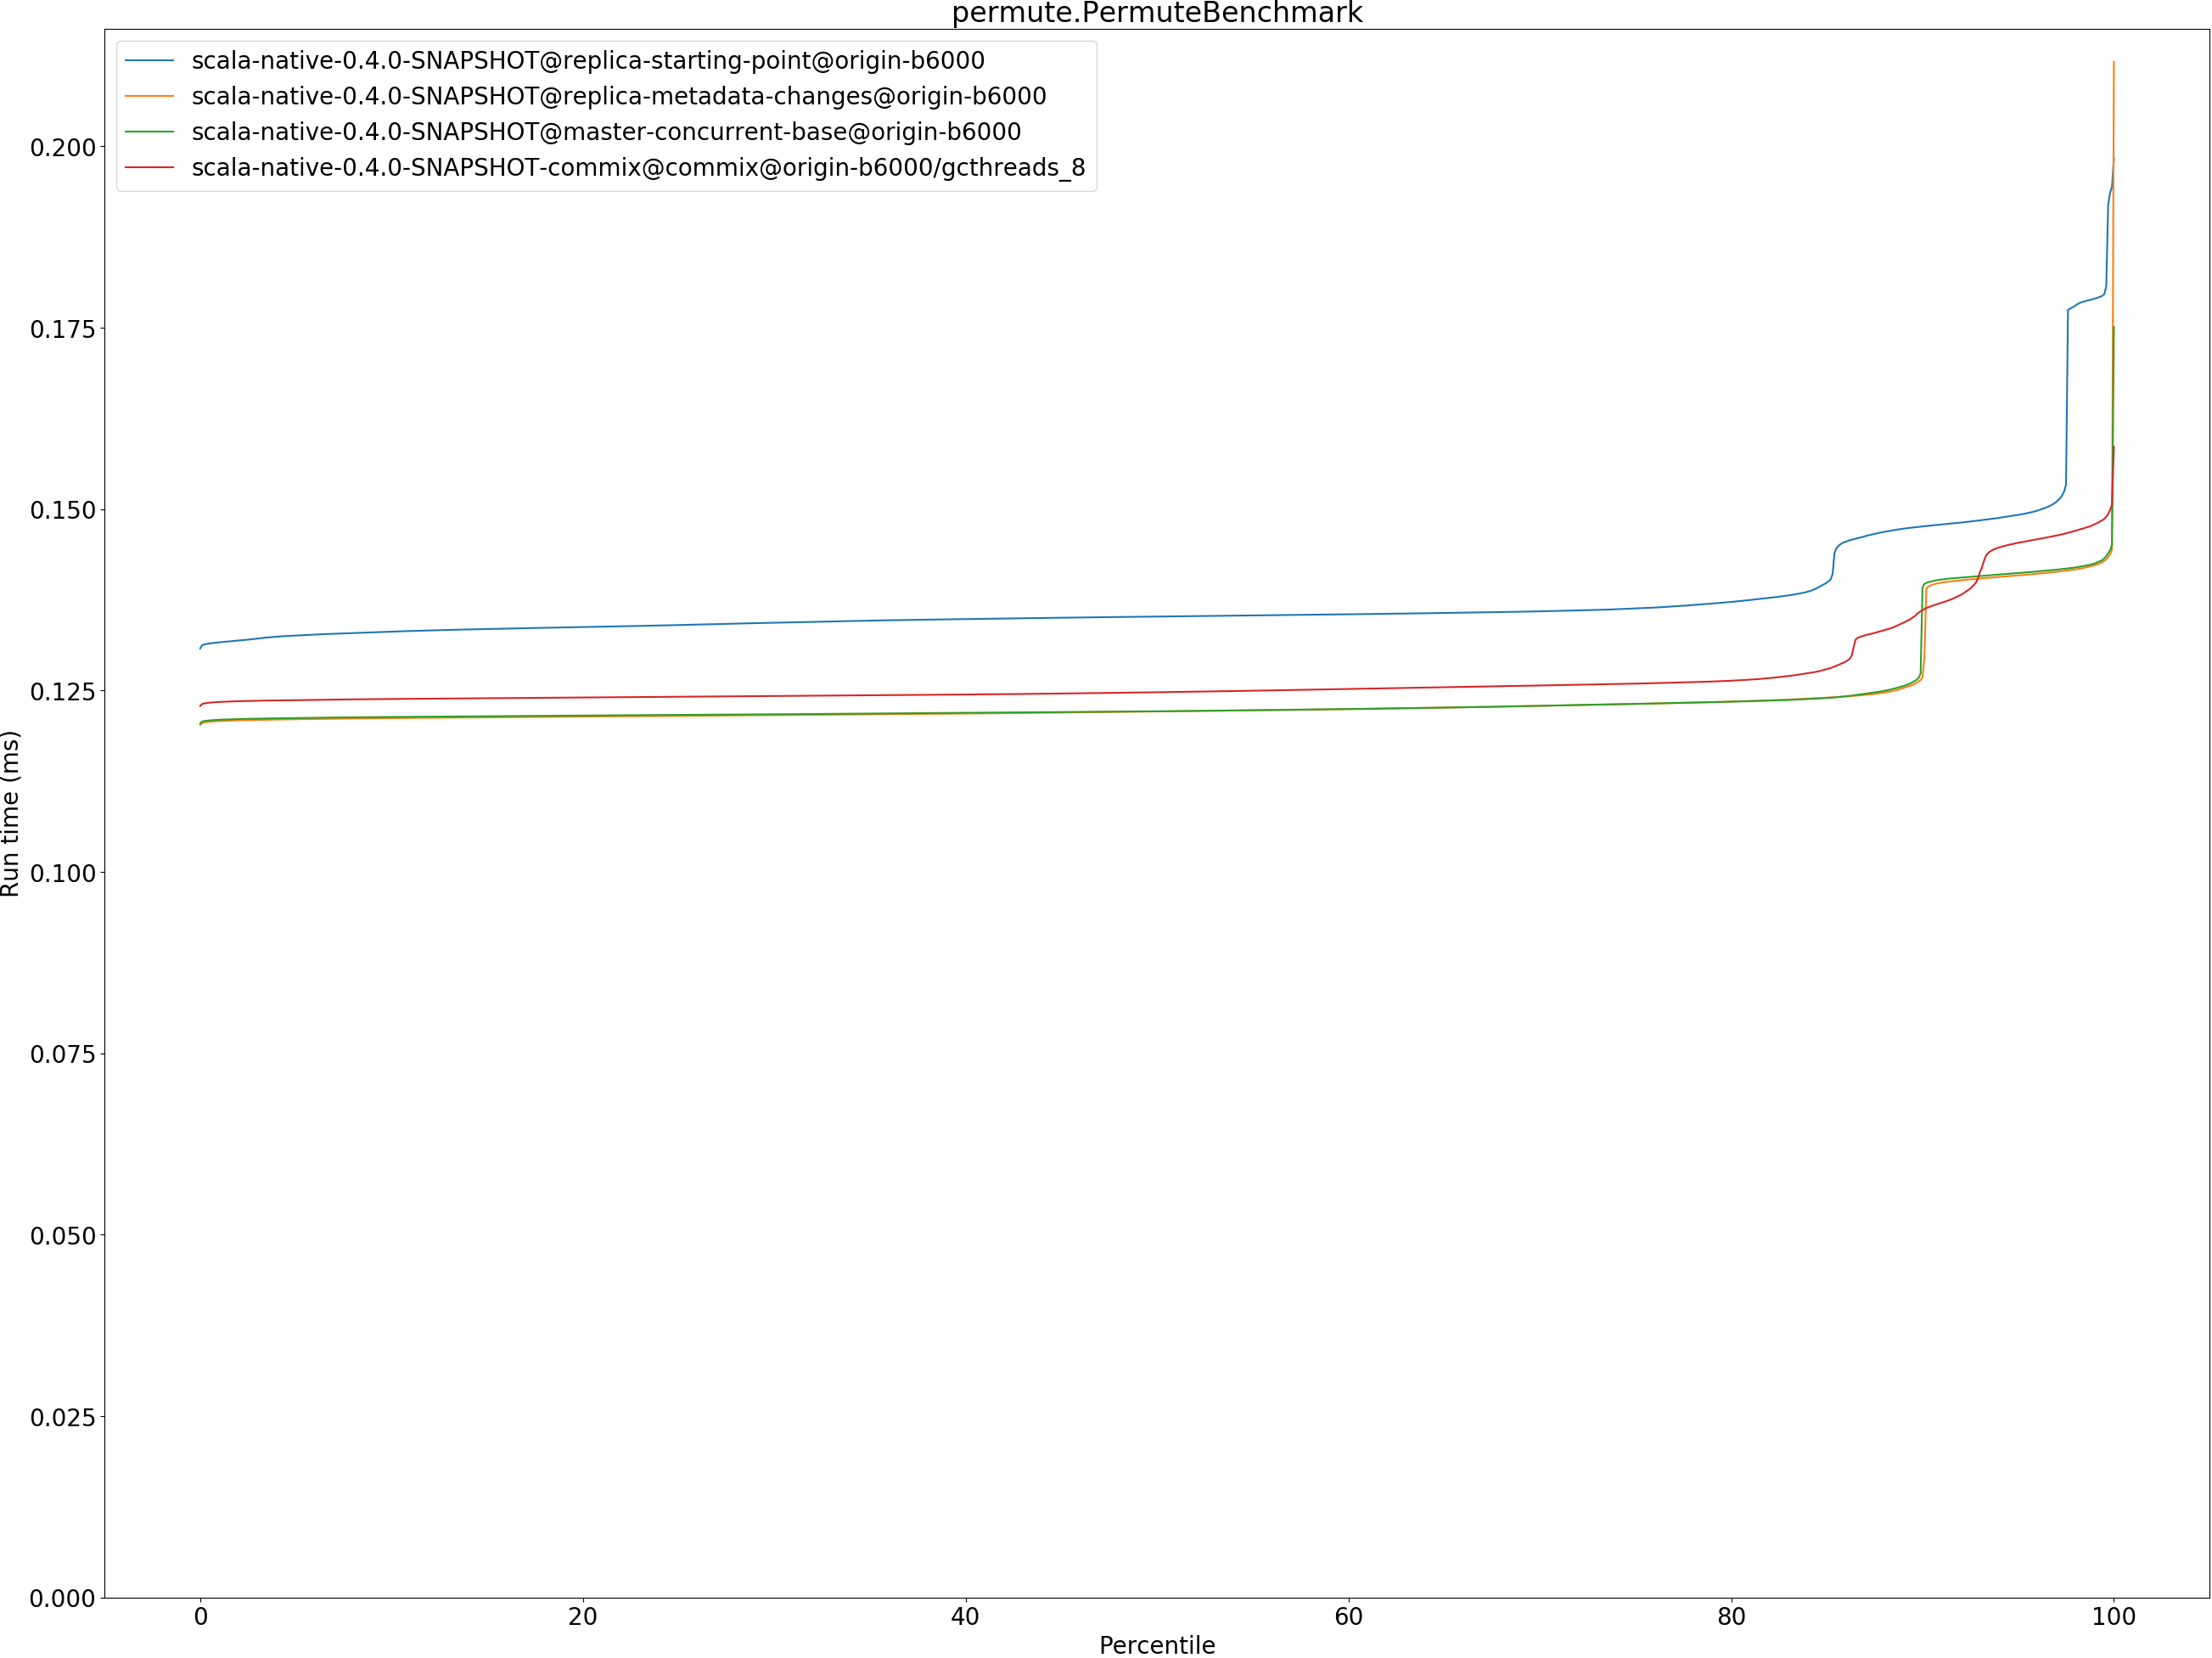 permute.PermuteBenchmark
scala-native-0.4.0-SNAPSHOT@replica-starting-point@origin-b6000
scala-native-0.4.0-SNAPSHOT@replica-metadata-changes@origin-b6000
scala-native-0.4.0-SNAPSHOT@master-concurrent-base@origin-b6000
scala-native-0.4.0-SNAPSHOT-commix@commix@origin-b6000/gcthreads_8
0.200
0.175
0.150
0.125
0.100
0.075
0.050
0.025
0.000
Run time (ms)
0 20 40 60 80 100
Percentile